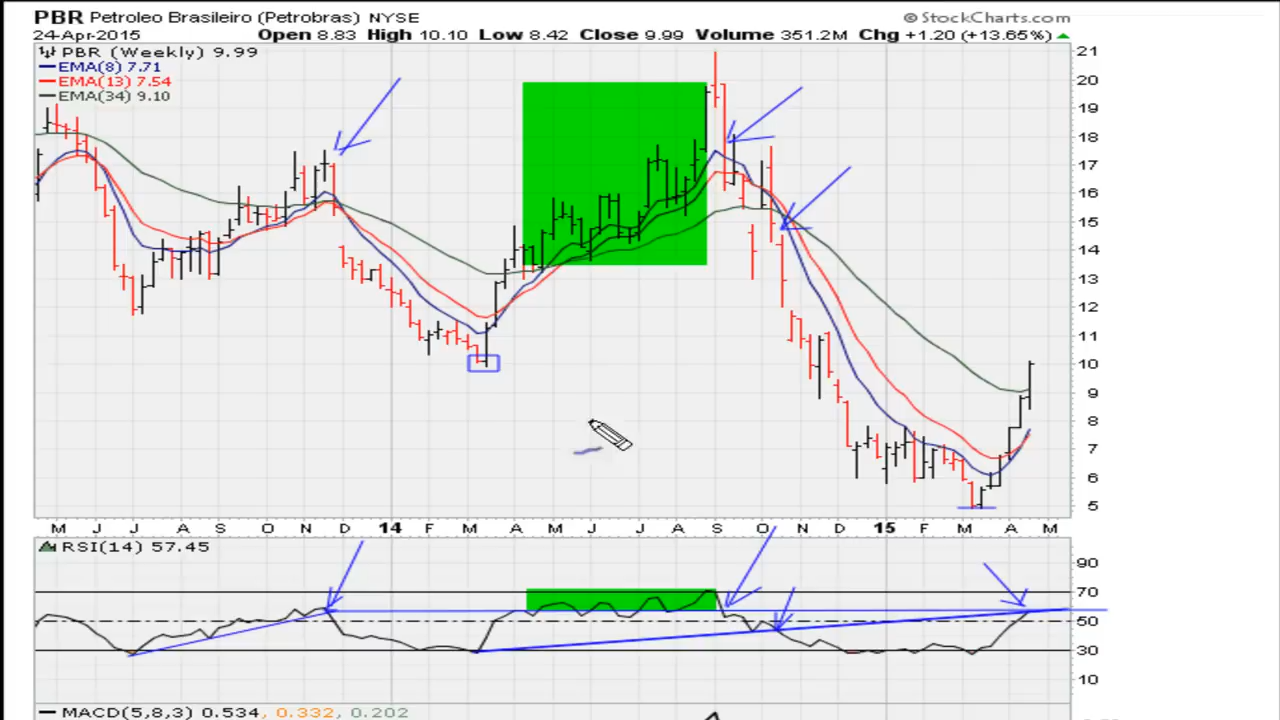 PBR Petroleo Brasileiro (Petrobras) NYSE © StockCharts.com
24-Apr-2015 Open 8.83 High 10.10 Low 8.42 Close 9.99 Volume 351.2M Chg +1.20 (+13.65%)
PBR (Weekly) 9.99
EMA(8) 7.71
EMA(13) 7.54
EMA(34) 9.10
21
20
19
18
17
16
15
14
13
12
11
10
9
8
7
6
5
M J J A S O N D 14 F M A M J J A S O N D 15 F M A M
RSI(14) 57.45
90
70
50
30
10
MACD(5,8,3) 0.534, 0.332, 0.202